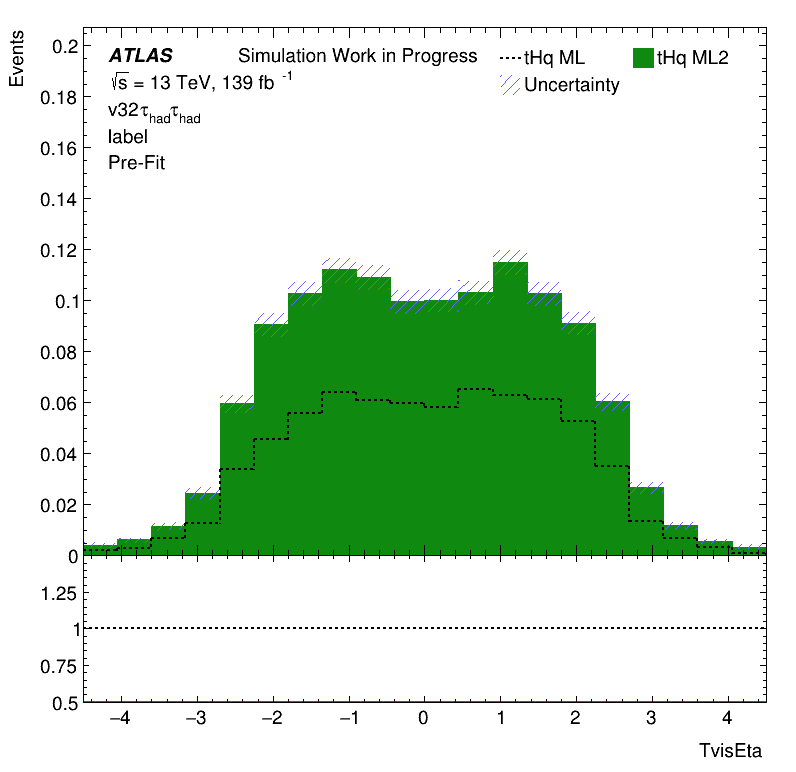 Events
ATLAS Simulation Work in Progress
√s = 13 TeV, 139 fb⁻¹
v32τhadτhad
label
Pre-Fit
tHq ML
tHq ML2
Uncertainty
0.2
0.18
0.16
0.14
0.12
0.1
0.08
0.06
0.04
0.02
0
1.25
1
0.75
0.5
−4 −3 −2 −1 0 1 2 3 4
TvisEta